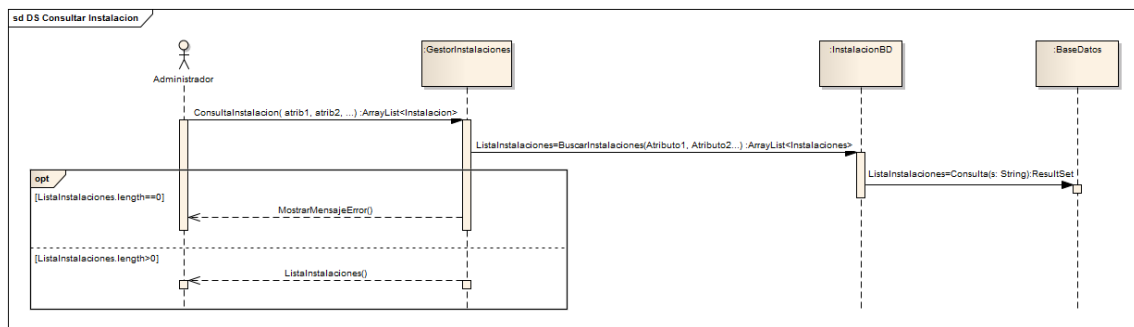 sd DS Consultar Instalacion
:GestorInstalaciones
:InstalacionBD
:BaseDatos
Administrador
ConsultaInstalacion( atrib1, atrib2, ...) :ArrayList<Instalacion>
ListaInstalaciones=BuscarInstalaciones(Atributo1, Atributo2...) :ArrayList<Instalaciones>
ListaInstalaciones=Consulta(s: String):ResultSet
opt
[ListaInstalaciones.length==0]
MostrarMensajeError()
[ListaInstalaciones.length>0]
ListaInstalaciones()